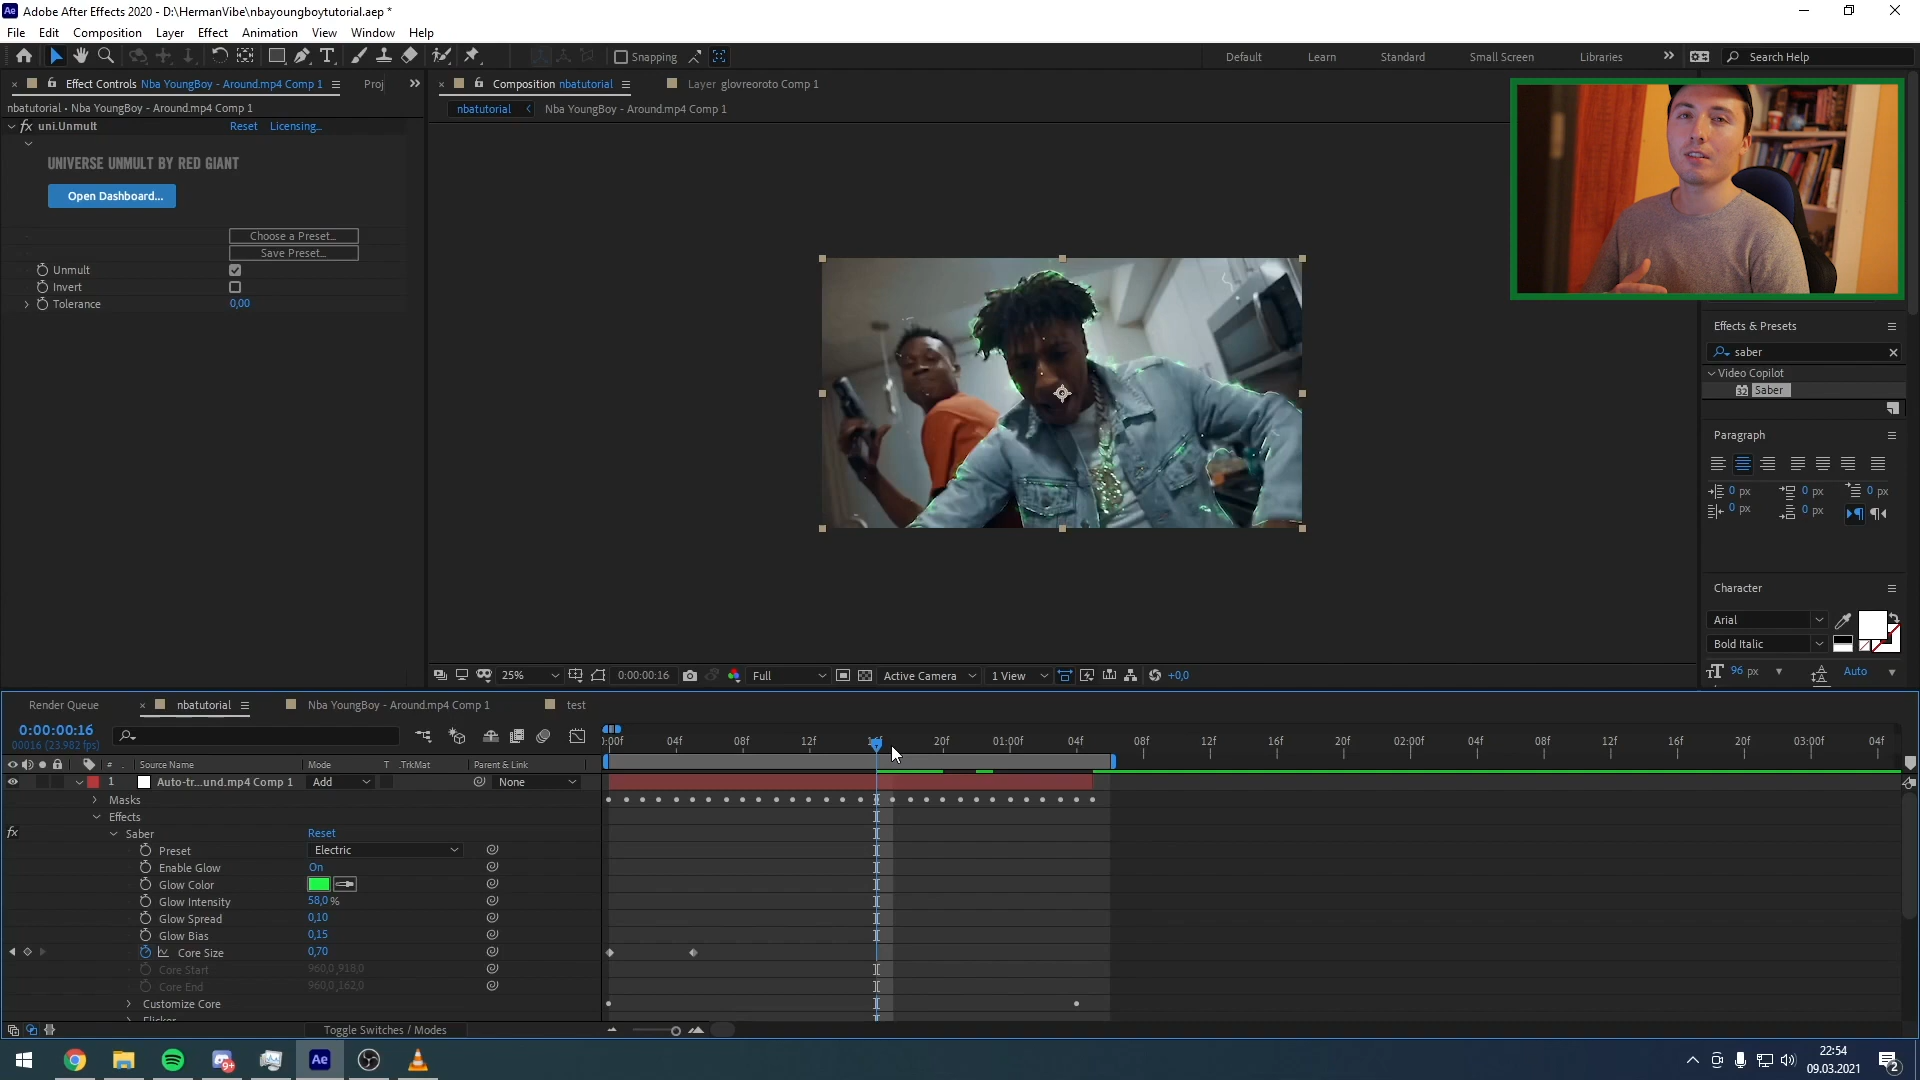 Adobe After Effects 2020 - D:\HermanVibe\nbayoungboytutorial.aep *
File Edit Composition Layer Effect Animation View Window Help
Snapping
Default Learn Standard Small Screen Libraries
Search Help
Effect Controls Nba YoungBoy - Around.mp4 Comp 1
Proj
nbatutorial • Nba YoungBoy - Around.mp4 Comp 1
fx uni.Unmult Reset Licensing...
UNIVERSE UNMULT BY RED GIANT
Open Dashboard...
Choose a Preset...
Save Preset...
Unmult
Invert
Tolerance 0,00
Composition nbatutorial
Layer glovreoroto Comp 1
nbatutorial Nba YoungBoy - Around.mp4 Comp 1
25% 0:00:00:16 Full Active Camera 1 View +0,0
Effects & Presets
saber
Video Copilot
32 Saber
Paragraph
0 px 0 px 0 px
0 px 0 px
Character
Arial
Bold Italic
96 px Auto
Render Queue nbatutorial Nba YoungBoy - Around.mp4 Comp 1 test
0:00:00:16
00016 (23.982 fps)
# Source Name Mode T .TrkMat Parent & Link
04f 08f 12f 20f 01:00f 04f 08f 12f 16f 20f 02:00f 04f 08f 12f 16f 20f 03:00f 04f
1 Auto-tr...und.mp4 Comp 1 Add None
Masks
Effects
fx Saber Reset
Preset Electric
Enable Glow On
Glow Color
Glow Intensity 58,0 %
Glow Spread 0,10
Glow Bias 0,15
Core Size 0,70
Core Start 960,0,918,0
Core End 960,0,162,0
Customize Core
Flicker
Toggle Switches / Modes
Ae
9+
22:54
09.03.2021
2